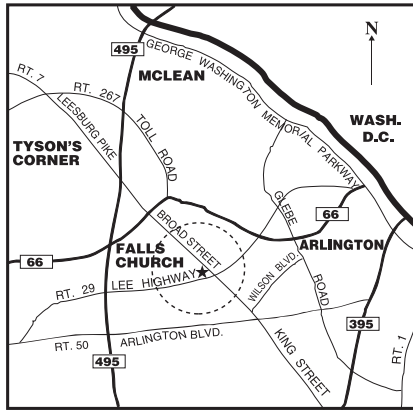 495
GEORGE WASHINGTON MEMORIAL PARKWAY
N
MCLEAN
RT. 7
RT. 267
LEESBURG PIKE
TOLL ROAD
WASH.
D.C.
TYSON'S
CORNER
GLEBE ROAD
BROAD STREET
66
ARLINGTON
FALLS
CHURCH
66
WILSON BLVD.
RT. 29 LEE HIGHWAY
395
RT. 50 ARLINGTON BLVD.
RT. 1
495
KING STREET